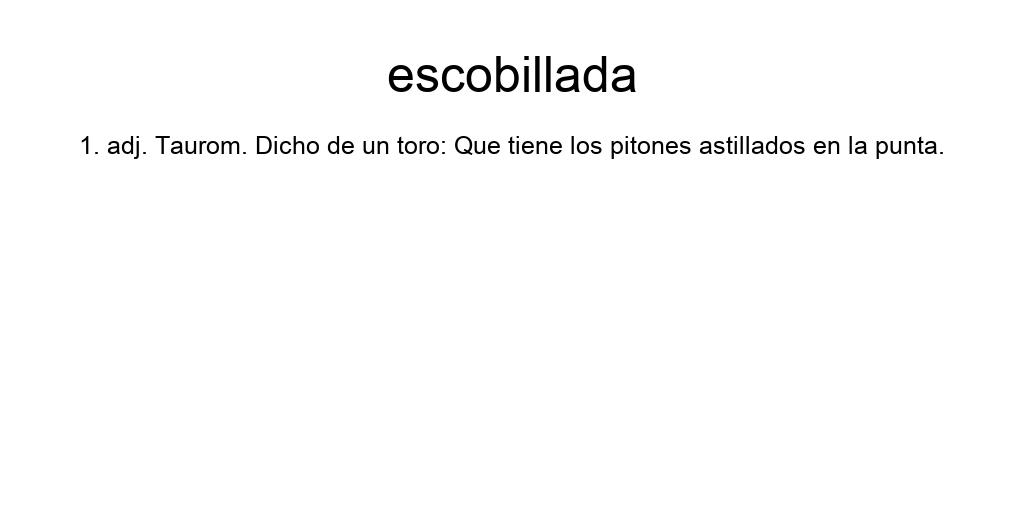 escobillada
1. adj. Taurom. Dicho de un toro: Que tiene los pitones astillados en la punta.